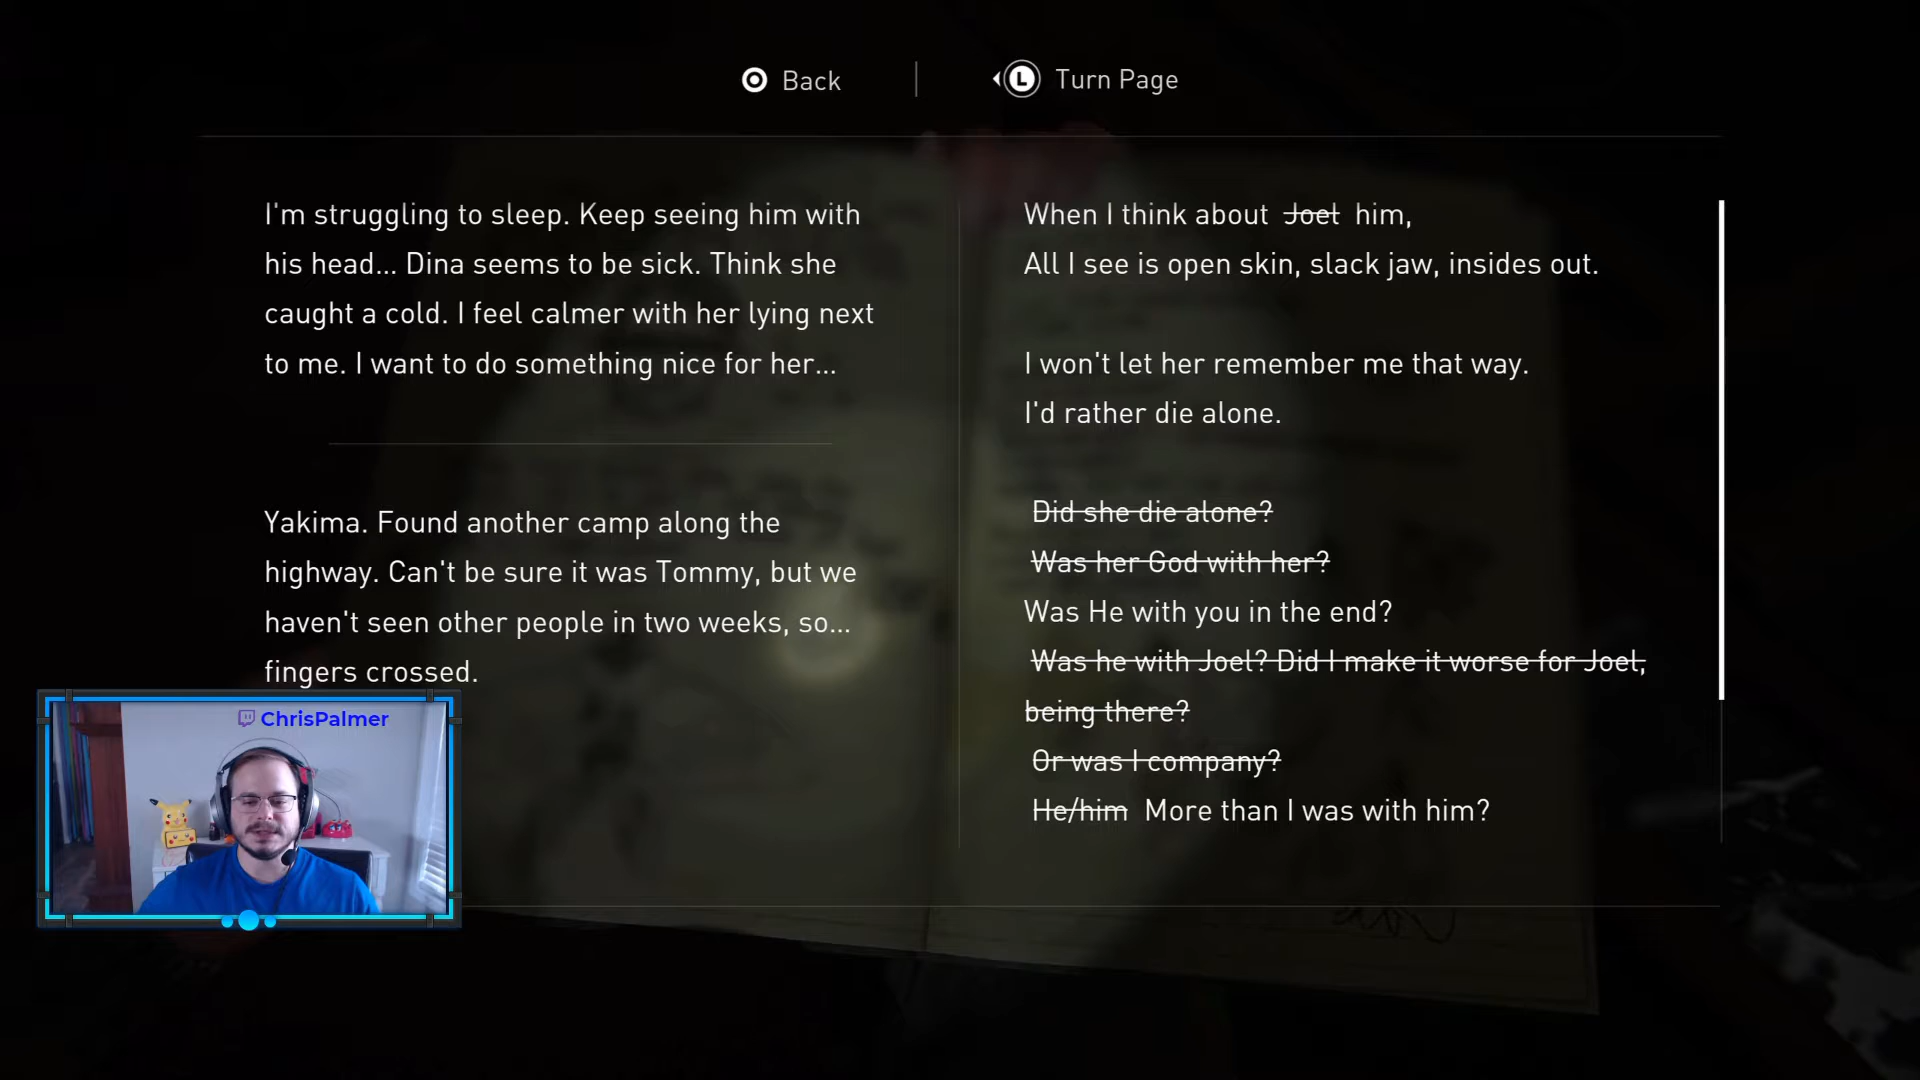 Back
L Turn Page
I'm struggling to sleep. Keep seeing him with
his head... Dina seems to be sick. Think she
caught a cold. I feel calmer with her lying next
to me. I want to do something nice for her...
Yakima. Found another camp along the
highway. Can't be sure it was Tommy, but we
haven't seen other people in two weeks, so...
fingers crossed.
When I think about Joel him,
All I see is open skin, slack jaw, insides out.
I won't let her remember me that way.
I'd rather die alone.
Did she die alone?
Was her God with her?
Was He with you in the end?
Was he with Joel? Did I make it worse for Joel,
being there?
Or was I company?
He/him More than I was with him?
ChrisPalmer